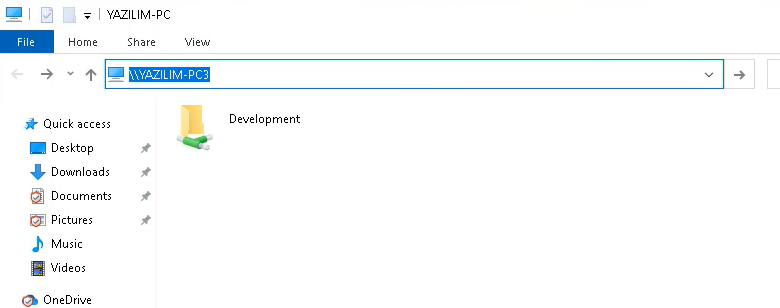 YAZILIM-PC
File Home Share View
\\YAZILIM-PC3
Development
Quick access
Desktop
Downloads
Documents
Pictures
Music
Videos
OneDrive